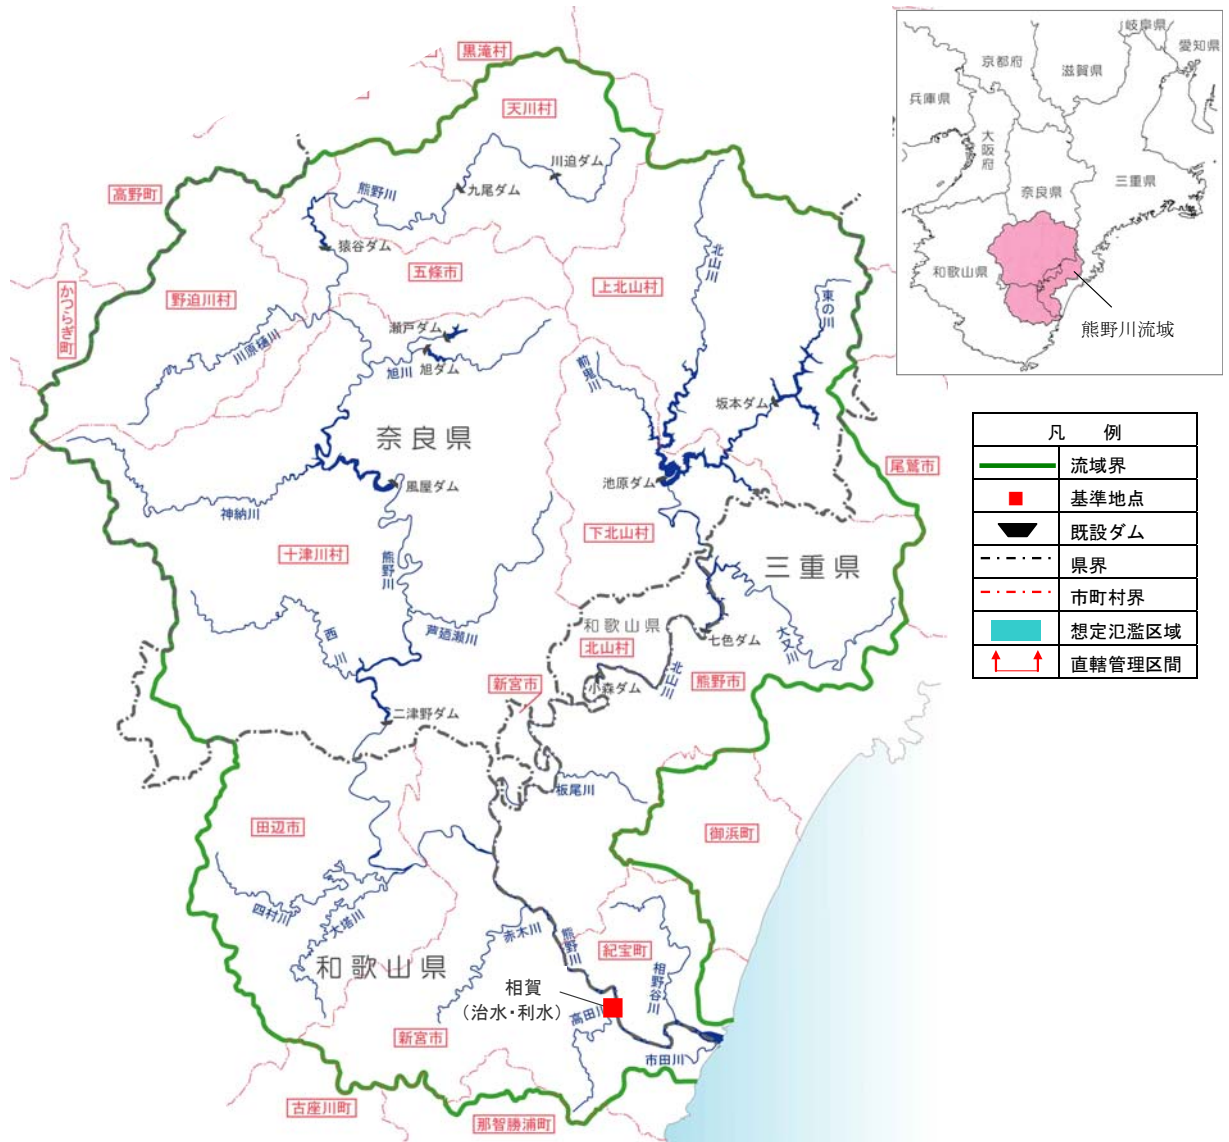 黒滝村
天川村
川迫ダム
九尾ダム
熊野川
高野町
猿谷ダム
五條市
野迫川村
かつらぎ町
上北山村
北山川
東の川
瀬戸ダム
旭ダム
旭川
川原樋川
前鬼川
坂本ダム
奈良県
尾鷲市
池原ダム
風屋ダム
神納川
下北山村
十津川村
熊野川
三重県
西川
芦廼瀬川
和歌山県
北山村
七色ダム
大又川
北山川
熊野市
小森ダム
新宮市
二津野ダム
板尾川
田辺市
御浜町
四村川
大塔川
赤木川
熊野川
紀宝町
相野谷川
和歌山県
相賀
(治水・利水)
高田川
新宮市
市田川
古座川町
那智勝浦町
岐阜県
愛知県
京都府
滋賀県
兵庫県
大阪府
三重県
奈良県
和歌山県
熊野川流域
凡 例
流域界
基準地点
既設ダム
県界
市町村界
想定氾濫区域
直轄管理区間